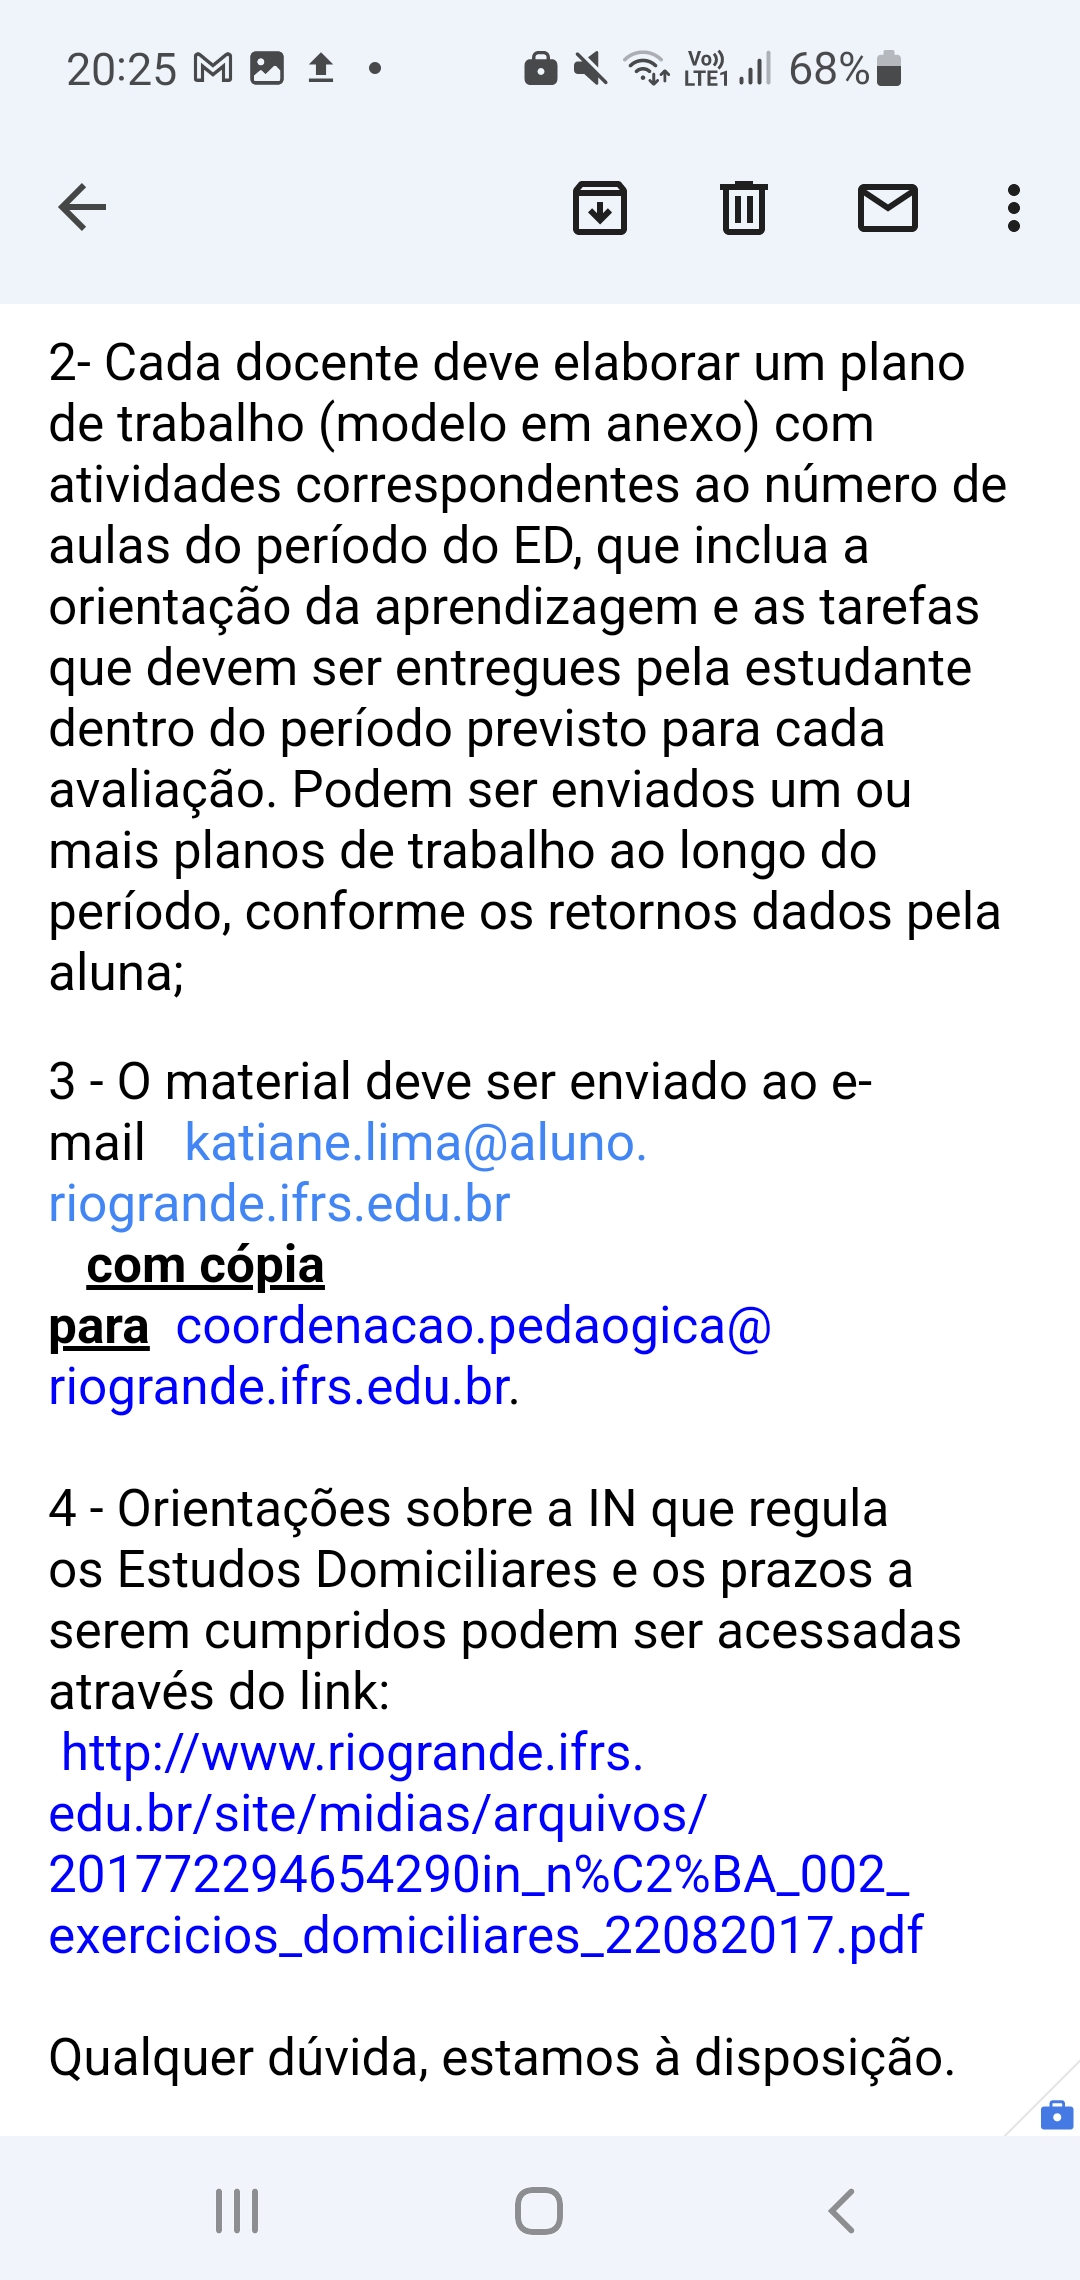 20:25
Vo))
LTE1
68%
2- Cada docente deve elaborar um plano
de trabalho (modelo em anexo) com
atividades correspondentes ao número de
aulas do período do ED, que inclua a
orientação da aprendizagem e as tarefas
que devem ser entregues pela estudante
dentro do período previsto para cada
avaliação. Podem ser enviados um ou
mais planos de trabalho ao longo do
período, conforme os retornos dados pela
aluna;
3 - O material deve ser enviado ao e-
mail katiane.lima@aluno.
riogrande.ifrs.edu.br
com cópia
para coordenacao.pedaogica@
riogrande.ifrs.edu.br.
4 - Orientações sobre a IN que regula
os Estudos Domiciliares e os prazos a
serem cumpridos podem ser acessadas
através do link:
http://www.riogrande.ifrs.
edu.br/site/midias/arquivos/
201772294654290in_n%C2%BA_002_
exercicios_domiciliares_22082017.pdf
Qualquer dúvida, estamos à disposição.